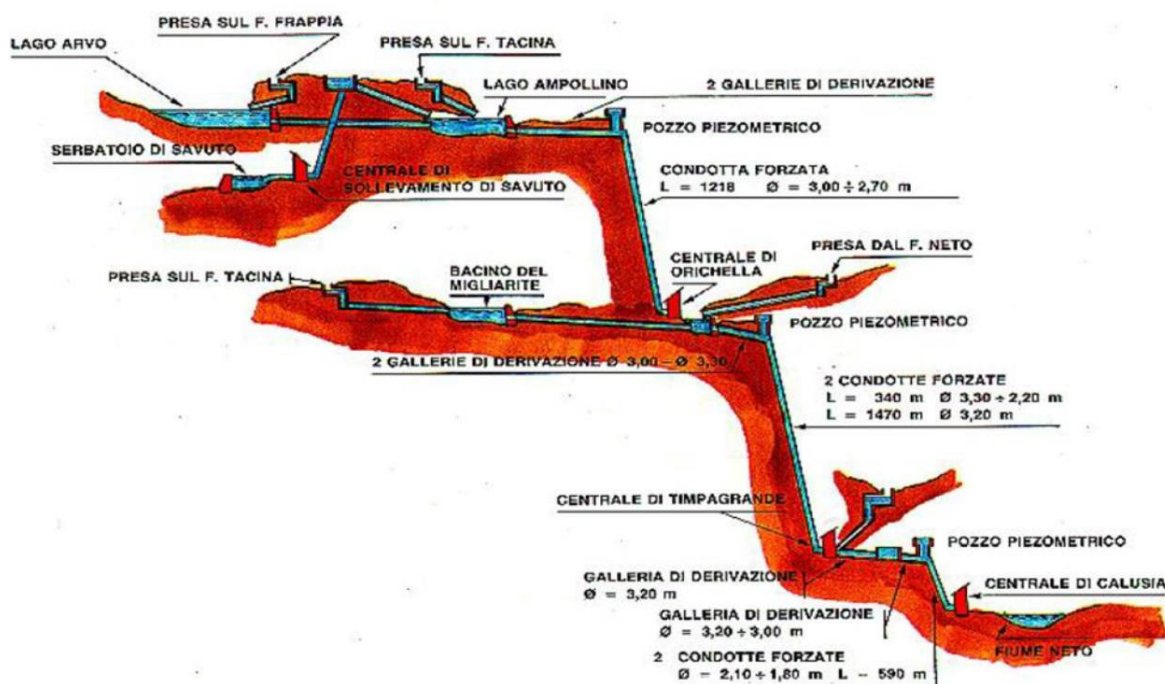 PRESA SUL F. FRAPPIA
LAGO ARVO
PRESA SUL F. TACINA
LAGO AMPOLLINO
2 GALLERIE DI DERIVAZIONE
POZZO PIEZOMETRICO
SERBATOIO DI SAVUTO
CENTRALE DI
SOLLEVAMENTO DI SAVUTO
CONDOTTA FORZATA
L = 1218 Ø = 3,00÷2,70 m
PRESA DAL F. NETO
CENTRALE DI
ORICHELLA
PRESA SUL F. TACINA
BACINO DEL
MIGLIARITE
POZZO PIEZOMETRICO
2 GALLERIE DI DERIVAZIONE Ø 3,00 – Ø 3,30
2 CONDOTTE FORZATE
L = 340 m Ø 3,30÷2,20 m
L = 1470 m Ø 3,20 m
CENTRALE DI TIMPAGRANDE
POZZO PIEZOMETRICO
GALLERIA DI DERIVAZIONE
Ø = 3,20 m
CENTRALE DI CALUSIA
GALLERIA DI DERIVAZIONE
Ø = 3,20÷3,00 m
FIUME NETO
2 CONDOTTE FORZATE
Ø = 2,10÷1,80 m L – 590 m